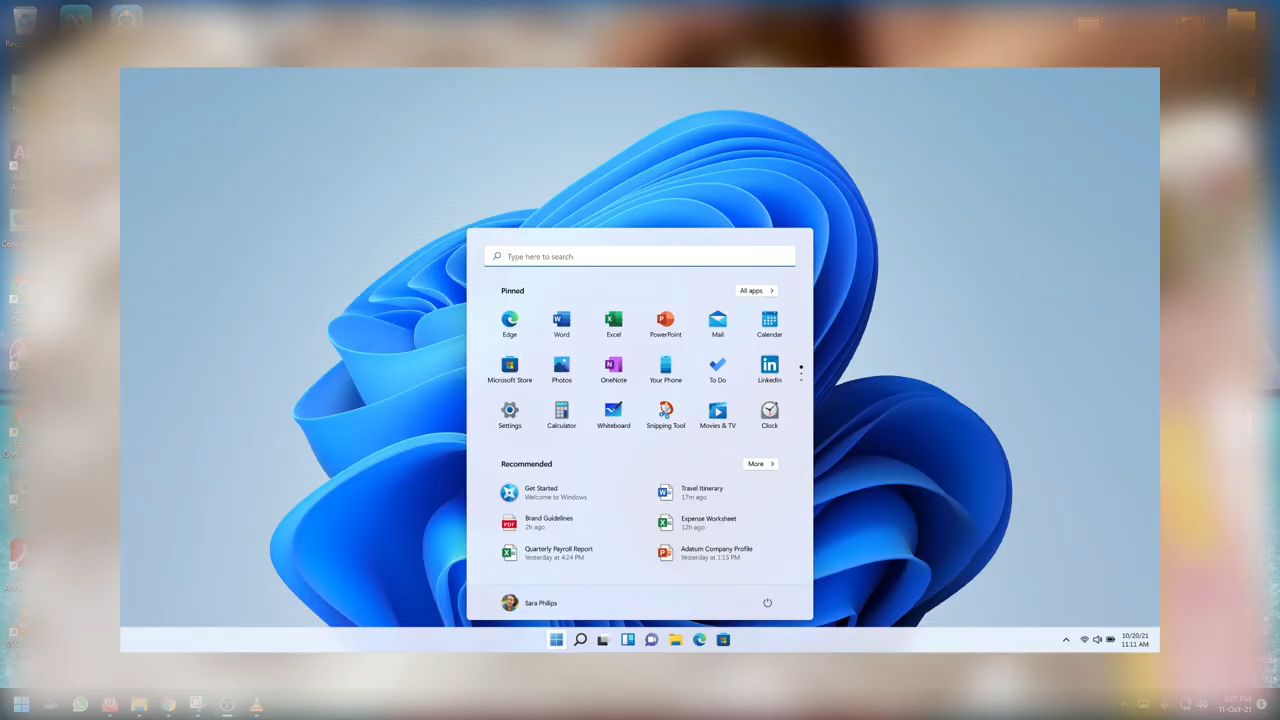 Type here to search
Pinned
All apps
Edge
Word
Excel
PowerPoint
Mail
Calendar
Microsoft Store
Photos
OneNote
Your Phone
To Do
LinkedIn
Settings
Calculator
Whiteboard
Snipping Tool
Movies & TV
Clock
Recommended
More
Get Started
Welcome to Windows
Travel Itinerary
17m ago
Brand Guidelines
2h ago
Expense Worksheet
12h ago
Quarterly Payroll Report
Yesterday at 4:24 PM
Adatum Company Profile
Yesterday at 1:15 PM
Sara Philips
10/20/21
11:11 AM
11-Oct-21